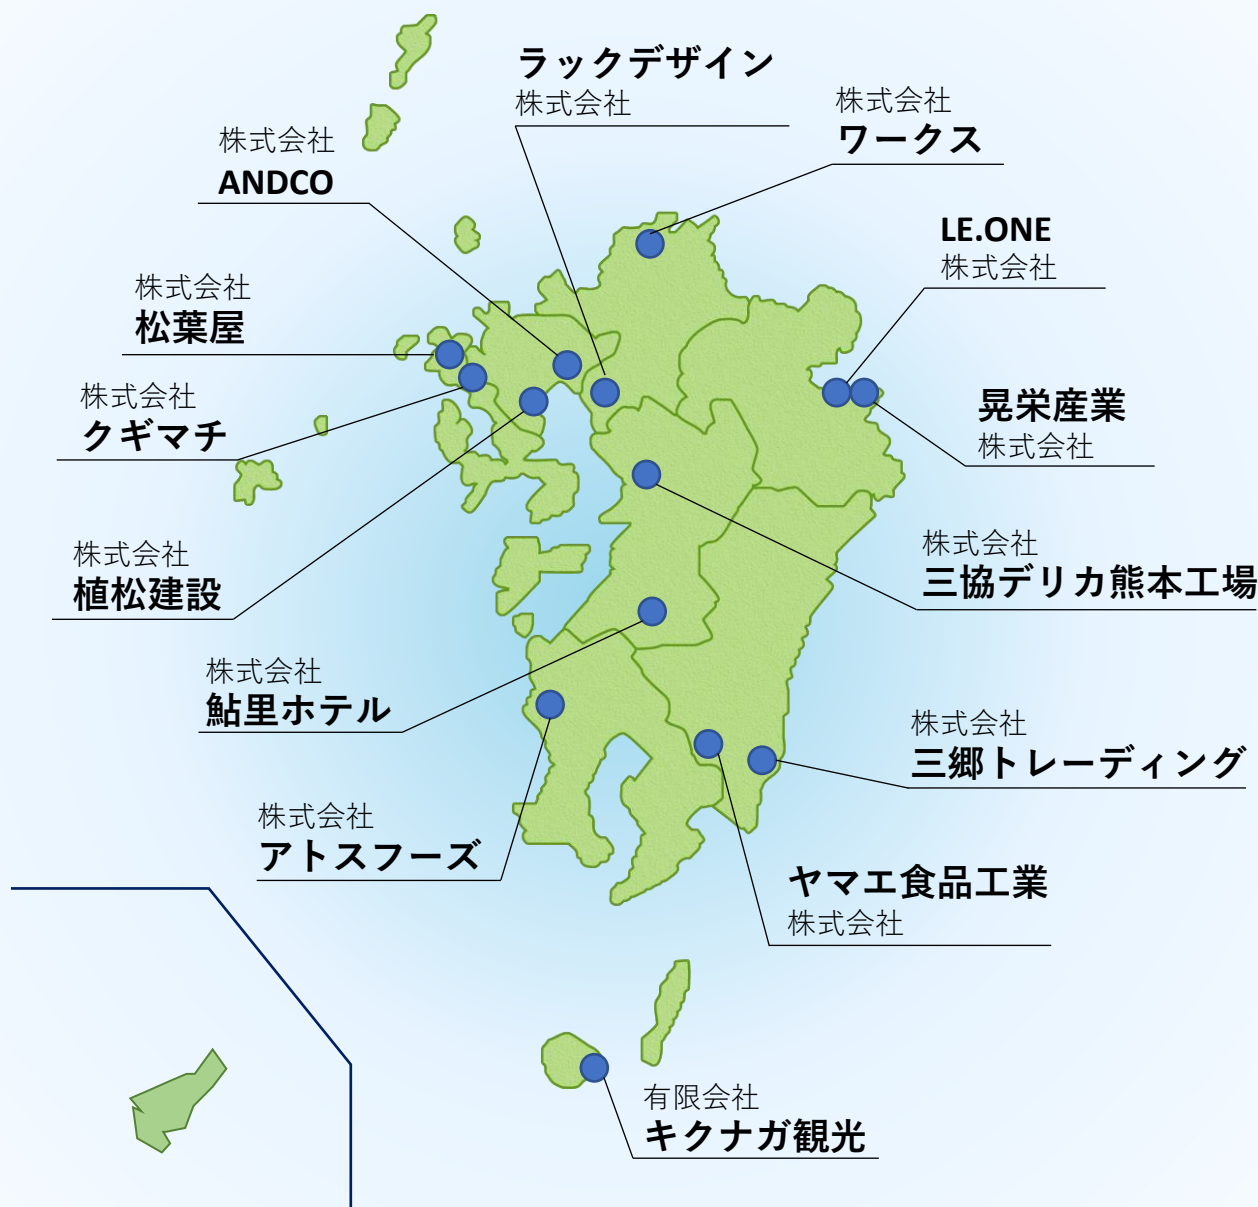 ラックデザイン
株式会社
株式会社
ワークス
株式会社
ANDCO
LE.ONE
株式会社
株式会社
松葉屋
株式会社
クギマチ
晃栄産業
株式会社
株式会社
植松建設
株式会社
三協デリカ熊本工場
株式会社
鮎里ホテル
株式会社
三郷トレーディング
株式会社
アトスフーズ
ヤマエ食品工業
株式会社
有限会社
キクナガ観光